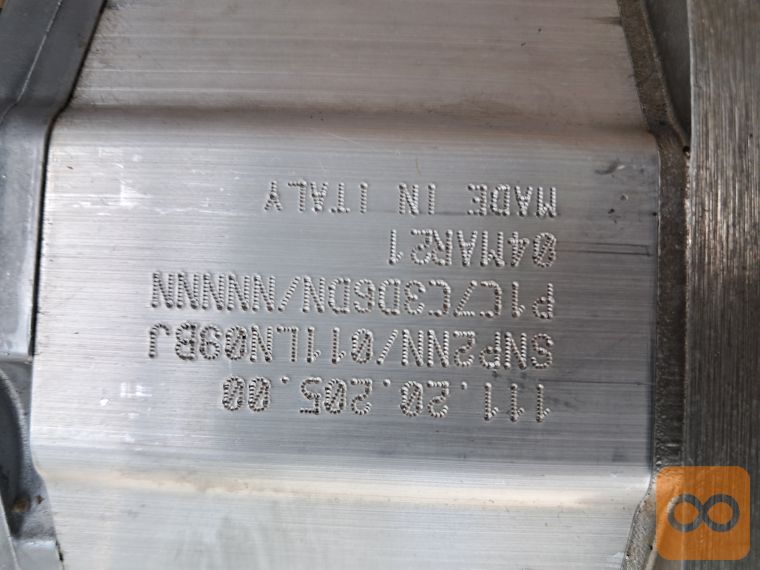 111.20.205.00
SNP2NN/011LN09BJ
P1C7C3D6DN/NNNNN
04MAR21
MADE IN ITALY